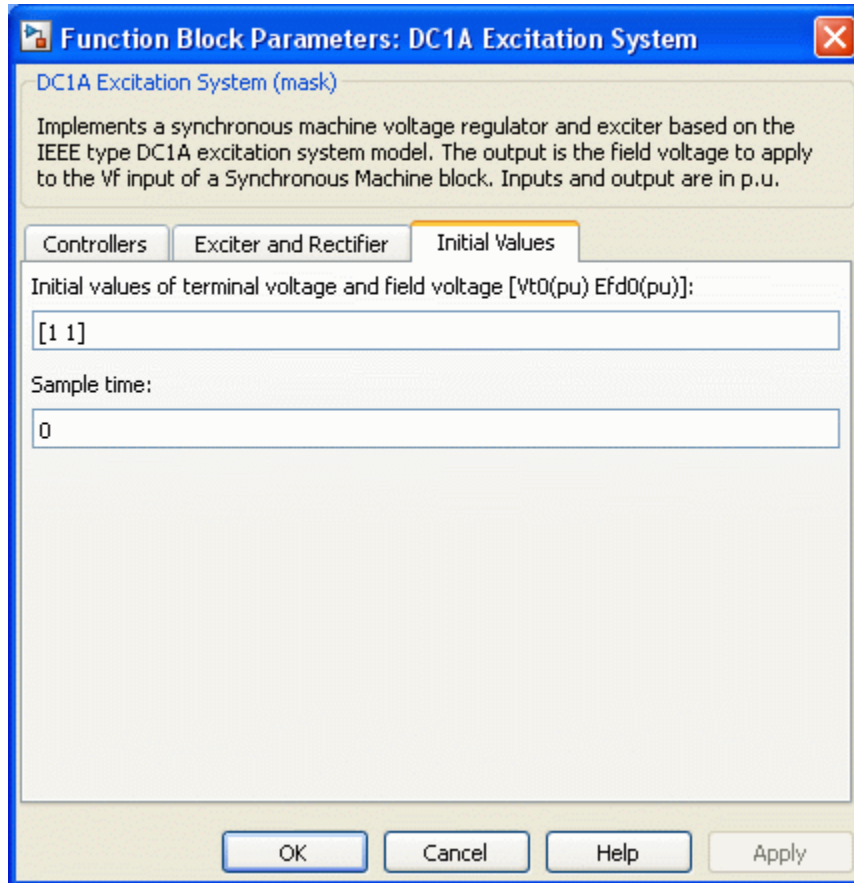 Function Block Parameters: DC1A Excitation System
DC1A Excitation System (mask)
Implements a synchronous machine voltage regulator and exciter based on the
IEEE type DC1A excitation system model. The output is the field voltage to apply
to the Vf input of a Synchronous Machine block. Inputs and output are in p.u.
Controllers Exciter and Rectifier Initial Values
Initial values of terminal voltage and field voltage [Vt0(pu) Efd0(pu)]:
[1 1]
Sample time:
0
OK Cancel Help Apply